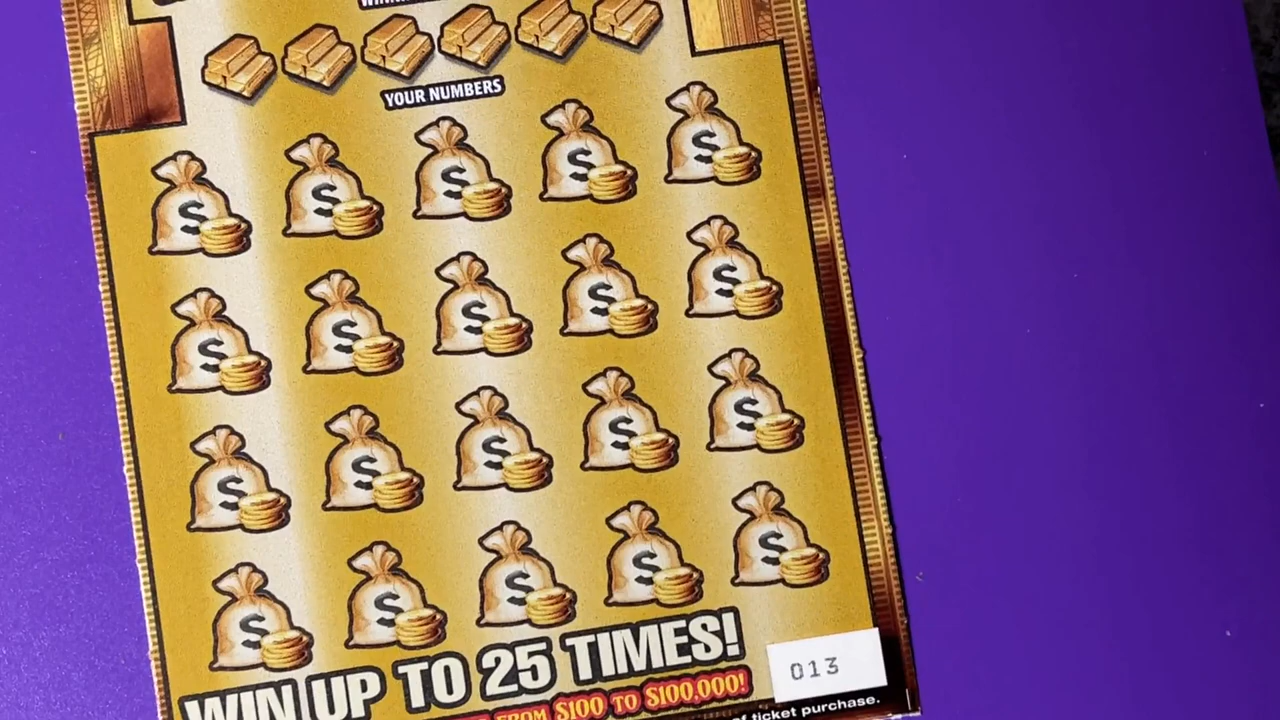 YOUR NUMBERS
WIN UP TO 25 TIMES!
FROM $100 TO $100,000!
013
of ticket purchase.